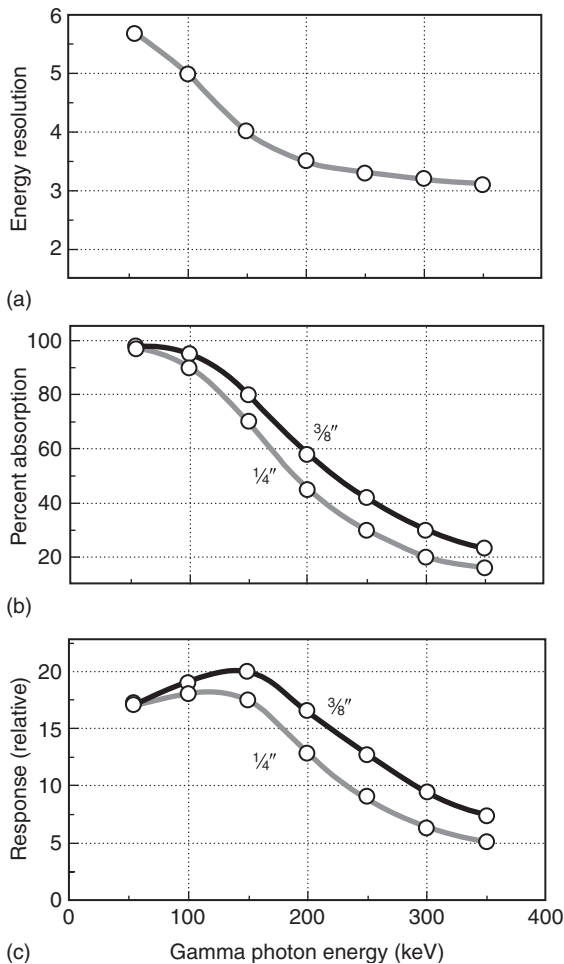 6
5
4
3
2
Energy resolution
(a)
100
80
60
40
20
Percent absorption
⅜″
¼″
(b)
20
15
10
5
0
Response (relative)
⅜″
¼″
0 100 200 300 400
(c) Gamma photon energy (keV)